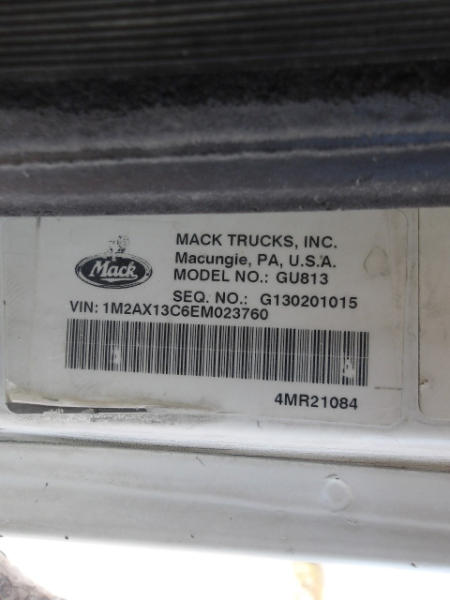 MACK TRUCKS, INC.
Macungie, PA, U.S.A.
MODEL NO.: GU813
Mack
SEQ. NO.: G130201015
VIN: 1M2AX13C6EM023760
4MR21084